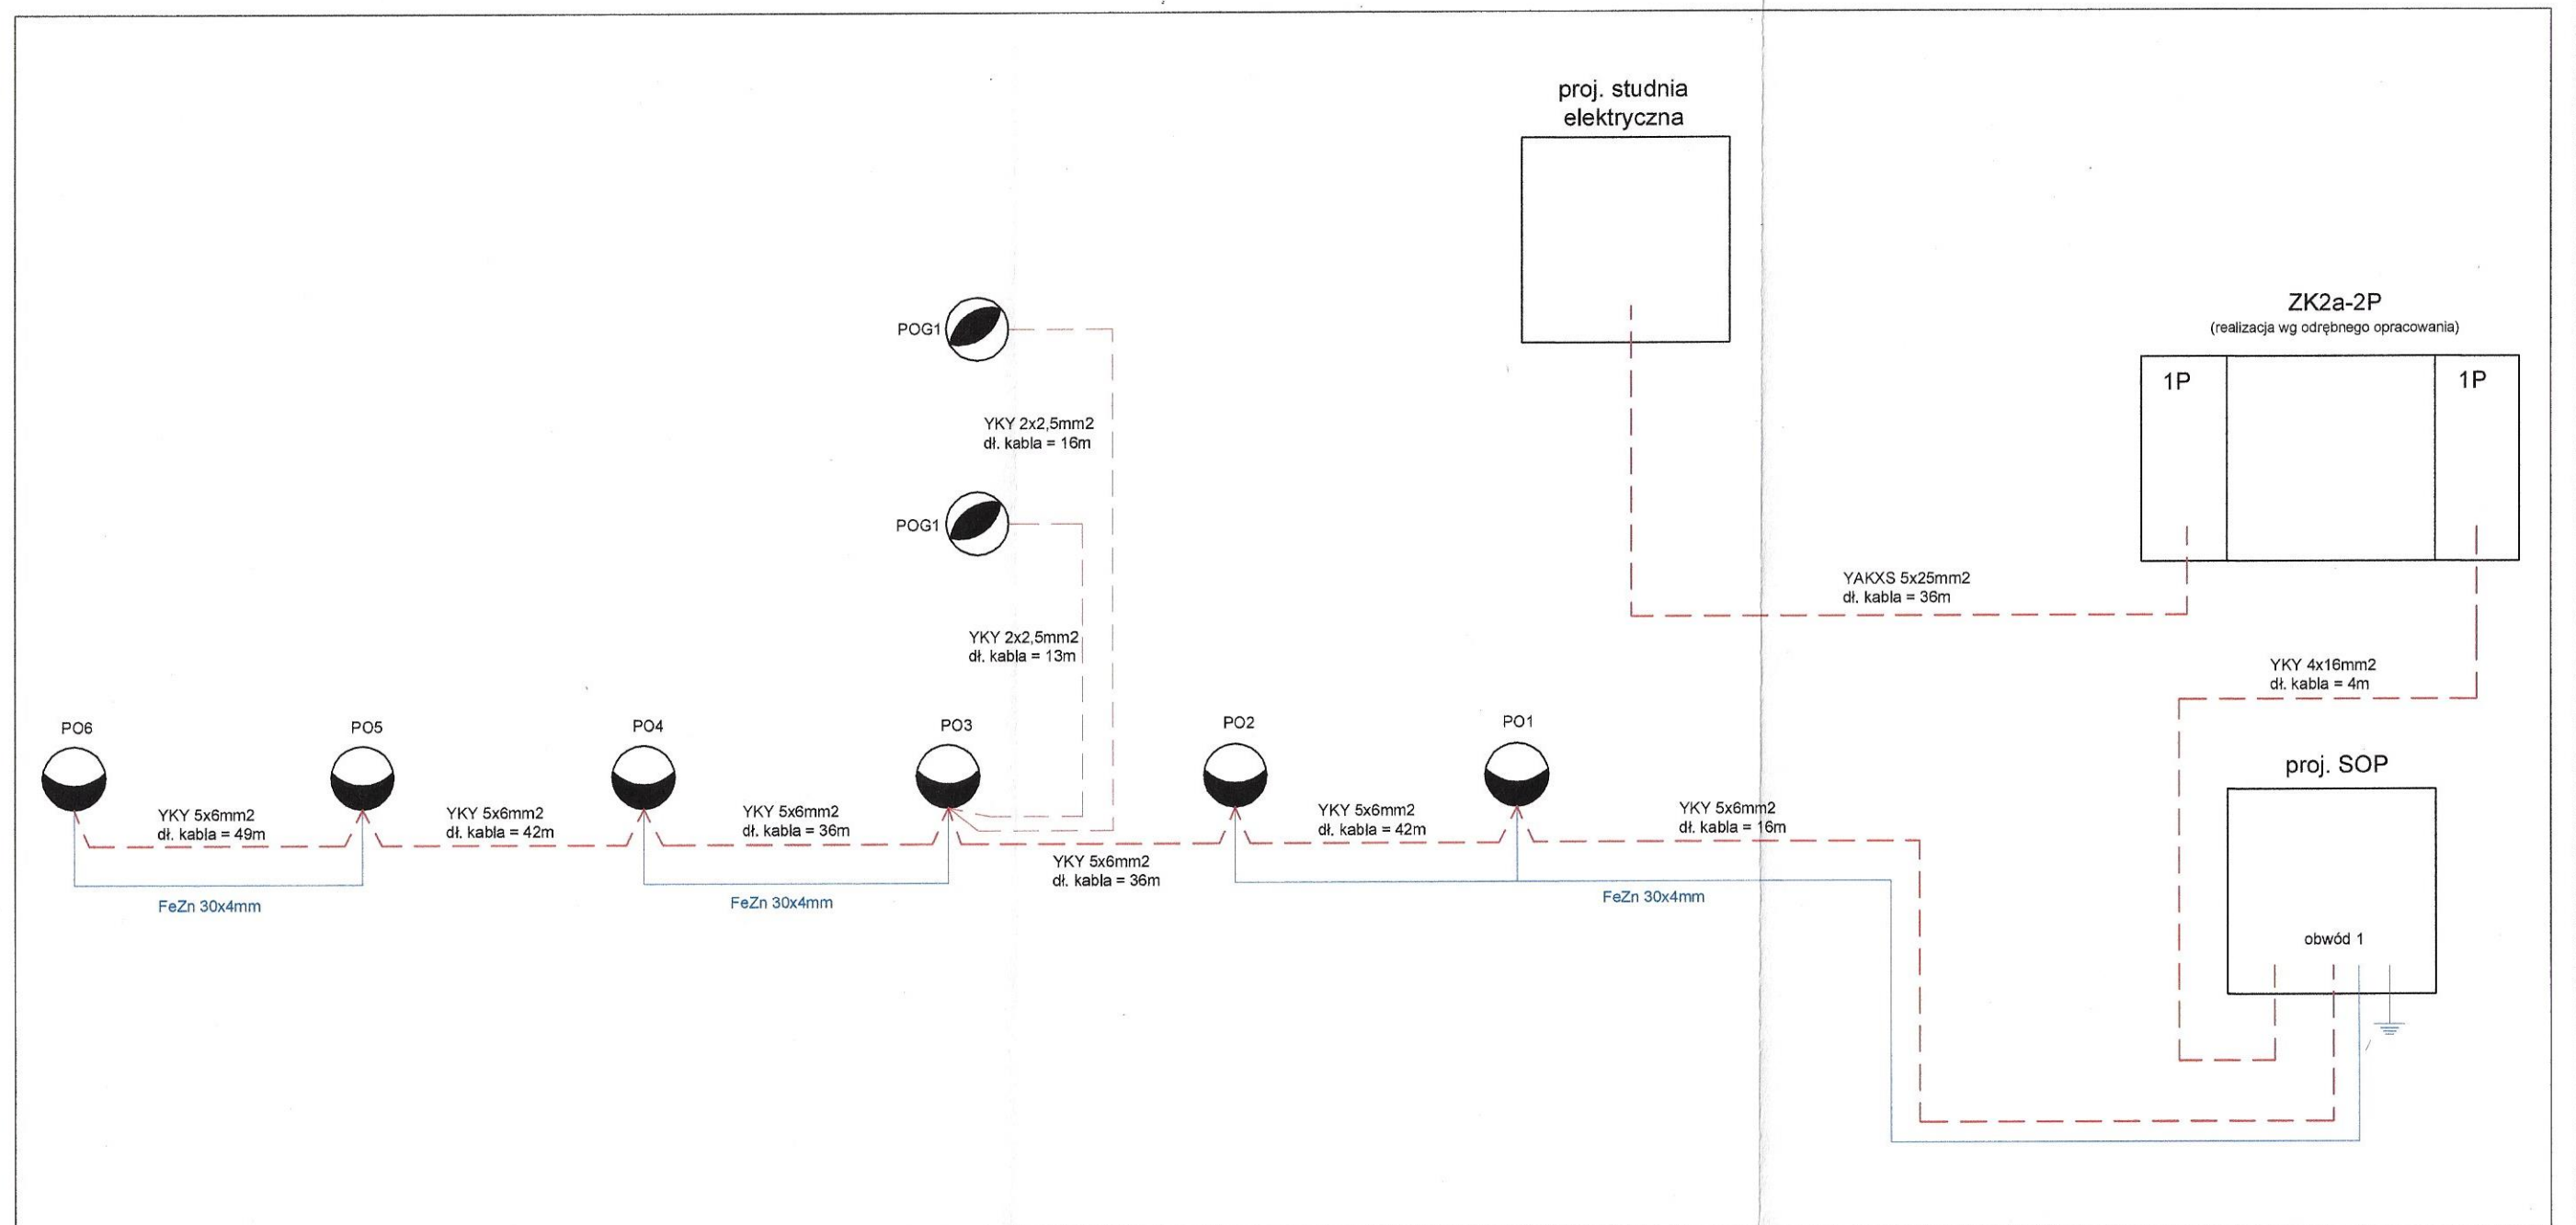 proj. studnia
elektryczna
ZK2a-2P
(realizacja wg odrębnego opracowania)
1P
1P
POG1
YKY 2x2,5mm2
dł. kabla = 16m
POG1
YKY 2x2,5mm2
dł. kabla = 13m
YAKXS 5x25mm2
dł. kabla = 36m
YKY 4x16mm2
dł. kabla = 4m
PO6
PO5
PO4
PO3
PO2
PO1
proj. SOP
YKY 5x6mm2
dł. kabla = 49m
YKY 5x6mm2
dł. kabla = 42m
YKY 5x6mm2
dł. kabla = 36m
YKY 5x6mm2
dł. kabla = 36m
YKY 5x6mm2
dł. kabla = 42m
YKY 5x6mm2
dł. kabla = 16m
FeZn 30x4mm
FeZn 30x4mm
FeZn 30x4mm
obwód 1